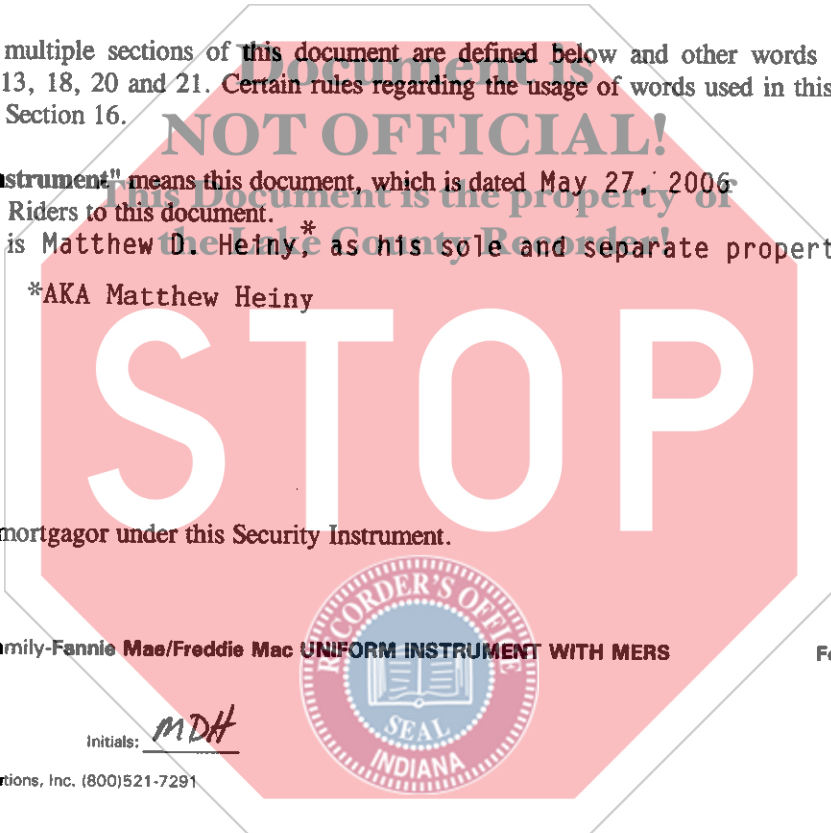 multiple sections of this document are defined below and other words
Document is
13, 18, 20 and 21. Certain rules regarding the usage of words used in this
Section 16.
NOT OFFICIAL!
strument" means this document, which is dated May 27, 2006
This Document is the property of
Riders to this document.
is Matthew D. Heiny,* as his sole and separate propert
the Lake County Recorder!
*AKA Matthew Heiny
STOP
mortgagor under this Security Instrument.
RECORDER'S OFFICE
mily-Fannie Mae/Freddie Mac UNIFORM INSTRUMENT WITH MERS
Initials: MDH
SEAL
INDIANA
tions, Inc. (800)521-7291